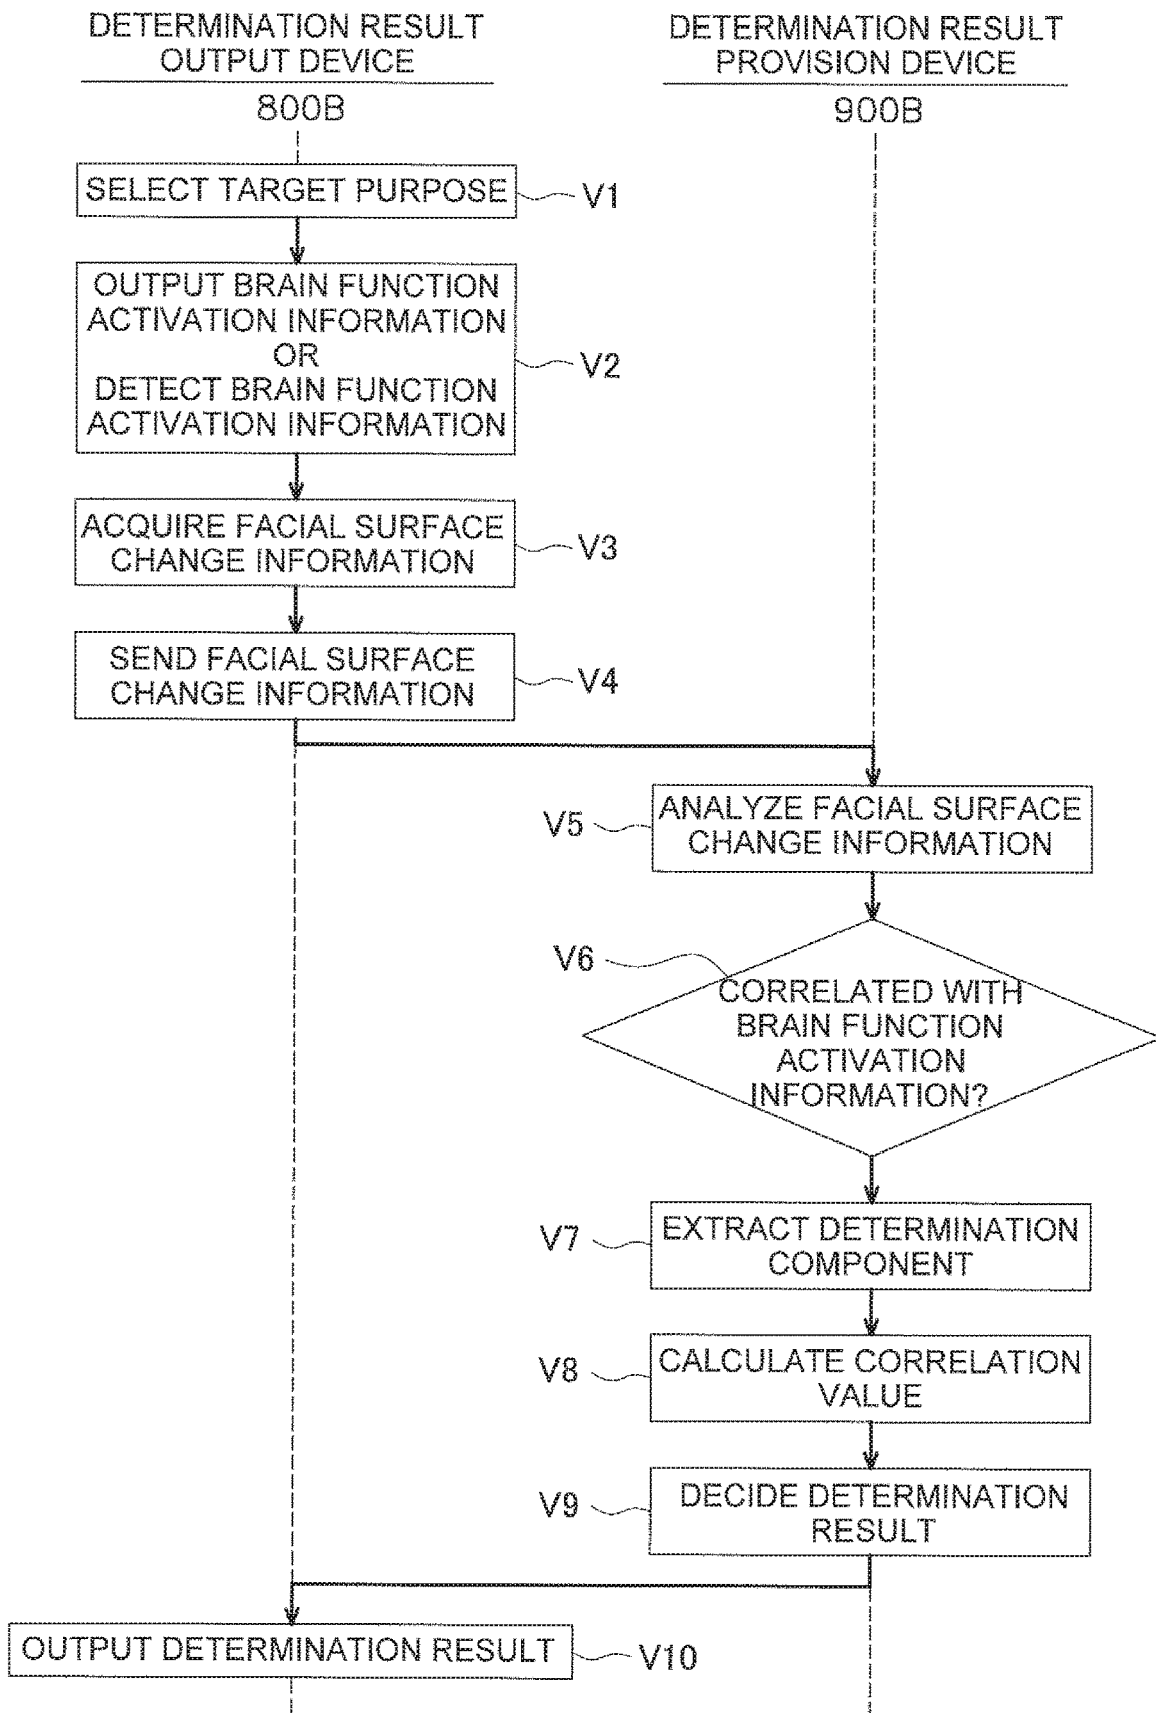 DETERMINATION RESULT
OUTPUT DEVICE
800B
DETERMINATION RESULT
PROVISION DEVICE
900B
SELECT TARGET PURPOSE
V1
OUTPUT BRAIN FUNCTION
ACTIVATION INFORMATION
OR
DETECT BRAIN FUNCTION
ACTIVATION INFORMATION
V2
ACQUIRE FACIAL SURFACE
CHANGE INFORMATION
V3
SEND FACIAL SURFACE
CHANGE INFORMATION
V4
V5
ANALYZE FACIAL SURFACE
CHANGE INFORMATION
V6
CORRELATED WITH
BRAIN FUNCTION
ACTIVATION
INFORMATION?
V7
EXTRACT DETERMINATION
COMPONENT
V8
CALCULATE CORRELATION
VALUE
V9
DECIDE DETERMINATION
RESULT
OUTPUT DETERMINATION RESULT
V10